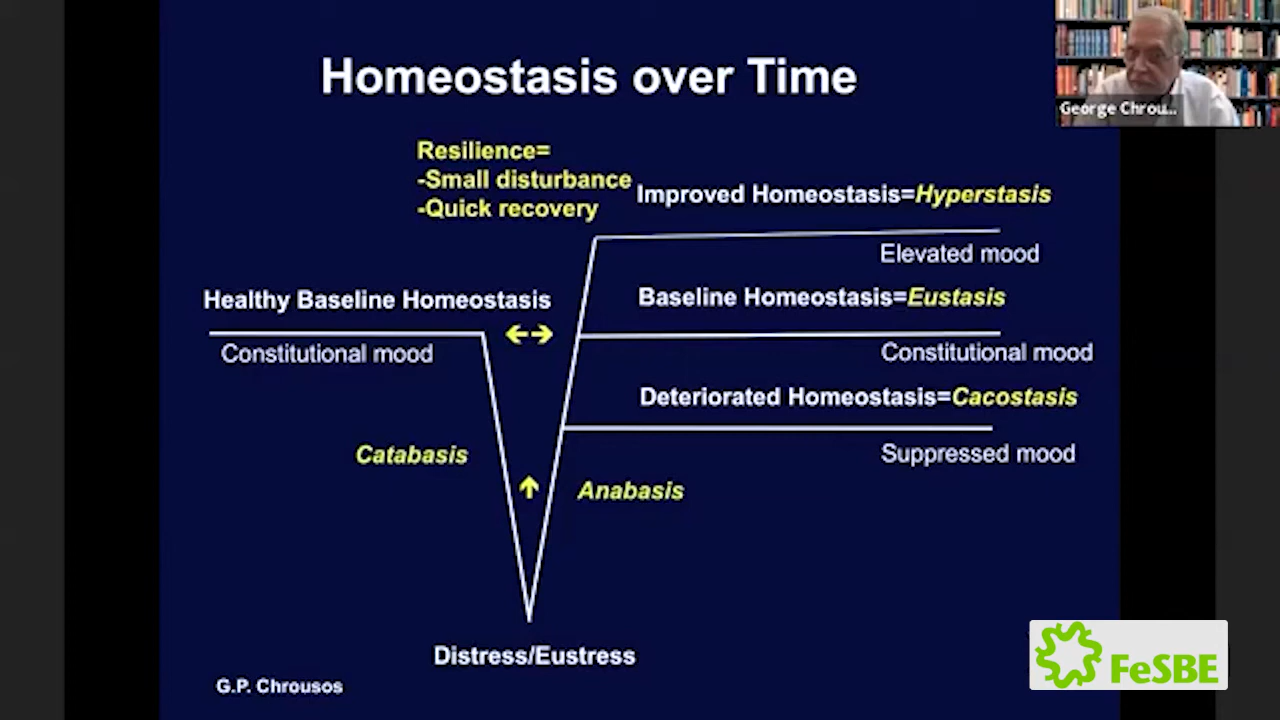 Homeostasis over Time
George Chrou...
Resilience=
-Small disturbance
-Quick recovery
Improved Homeostasis=Hyperstasis
Elevated mood
Healthy Baseline Homeostasis
Baseline Homeostasis=Eustasis
Constitutional mood
Constitutional mood
Deteriorated Homeostasis=Cacostasis
Suppressed mood
Catabasis
Anabasis
Distress/Eustress
G.P. Chrousos
FeSBE